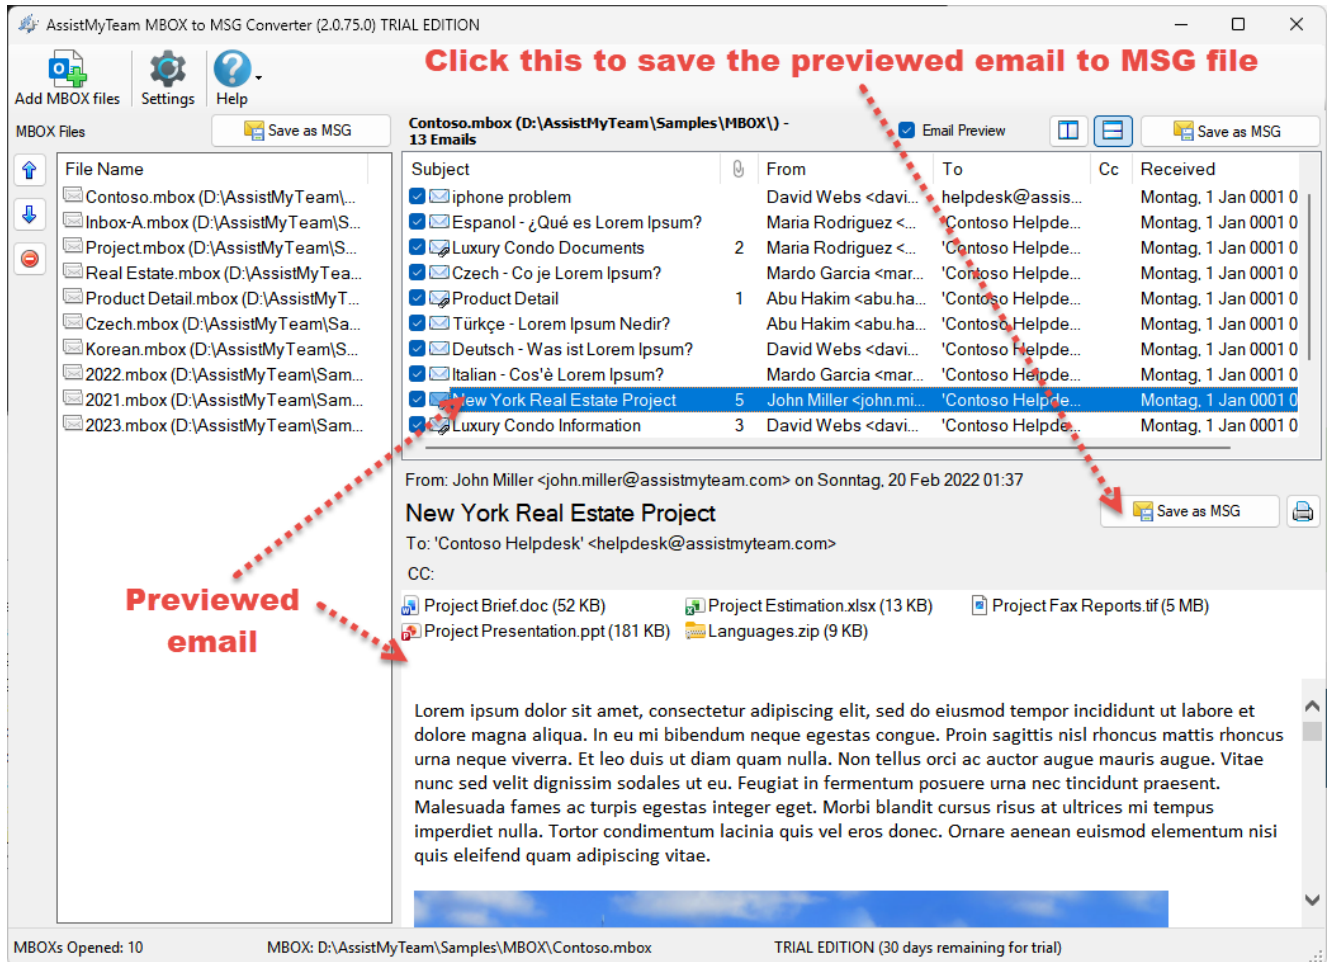 AssistMyTeam MBOX to MSG Converter (2.0.75.0) TRIAL EDITION
Click this to save the previewed email to MSG file
Add MBOX files
Settings
Help
MBOX Files
Save as MSG
Contoso.mbox (D:\AssistMyTeam\Samples\MBOX\) -
13 Emails
Email Preview
Save as MSG
File Name
Contoso.mbox (D:\AssistMyTeam\...
Inbox-A.mbox (D:\AssistMyTeam\S...
Project.mbox (D:\AssistMyTeam\S...
Real Estate.mbox (D:\AssistMyTea...
Product Detail.mbox (D:\AssistMyT...
Czech.mbox (D:\AssistMyTeam\Sa...
Korean.mbox (D:\AssistMyTeam\S...
2022.mbox (D:\AssistMyTeam\Sam...
2021.mbox (D:\AssistMyTeam\Sam...
2023.mbox (D:\AssistMyTeam\Sam...
Subject From To Cc Received
iphone problem David Webs <davi... helpdesk@assis... Montag, 1 Jan 0001 0
Espanol - ¿Qué es Lorem Ipsum? Maria Rodriguez <... 'Contoso Helpde... Montag, 1 Jan 0001 0
Luxury Condo Documents 2 Maria Rodriguez <... 'Contoso Helpde... Montag, 1 Jan 0001 0
Czech - Co je Lorem Ipsum? Mardo Garcia <mar... 'Contoso Helpde... Montag, 1 Jan 0001 0
Product Detail 1 Abu Hakim <abu.ha... 'Contoso Helpde... Montag, 1 Jan 0001 0
Türkçe - Lorem Ipsum Nedir? Abu Hakim <abu.ha... 'Contoso Helpde... Montag, 1 Jan 0001 0
Deutsch - Was ist Lorem Ipsum? David Webs <davi... 'Contoso Helpde... Montag, 1 Jan 0001 0
Italian - Cos'è Lorem Ipsum? Mardo Garcia <mar... 'Contoso Helpde... Montag, 1 Jan 0001 0
New York Real Estate Project 5 John Miller <john.mi... 'Contoso Helpde... Montag, 1 Jan 0001 0
Luxury Condo Information 3 David Webs <davi... 'Contoso Helpde... Montag, 1 Jan 0001 0
From: John Miller <john.miller@assistmyteam.com> on Sonntag, 20 Feb 2022 01:37
New York Real Estate Project
Save as MSG
To: 'Contoso Helpdesk' <helpdesk@assistmyteam.com>
CC:
Previewed
email
Project Brief.doc (52 KB) Project Estimation.xlsx (13 KB) Project Fax Reports.tif (5 MB)
Project Presentation.ppt (181 KB) Languages.zip (9 KB)
Lorem ipsum dolor sit amet, consectetur adipiscing elit, sed do eiusmod tempor incididunt ut labore et
dolore magna aliqua. In eu mi bibendum neque egestas congue. Proin sagittis nisl rhoncus mattis rhoncus
urna neque viverra. Et leo duis ut diam quam nulla. Non tellus orci ac auctor augue mauris augue. Vitae
nunc sed velit dignissim sodales ut eu. Feugiat in fermentum posuere urna nec tincidunt praesent.
Malesuada fames ac turpis egestas integer eget. Morbi blandit cursus risus at ultrices mi tempus
imperdiet nulla. Tortor condimentum lacinia quis vel eros donec. Ornare aenean euismod elementum nisi
quis eleifend quam adipiscing vitae.
MBOXs Opened: 10
MBOX: D:\AssistMyTeam\Samples\MBOX\Contoso.mbox
TRIAL EDITION (30 days remaining for trial)